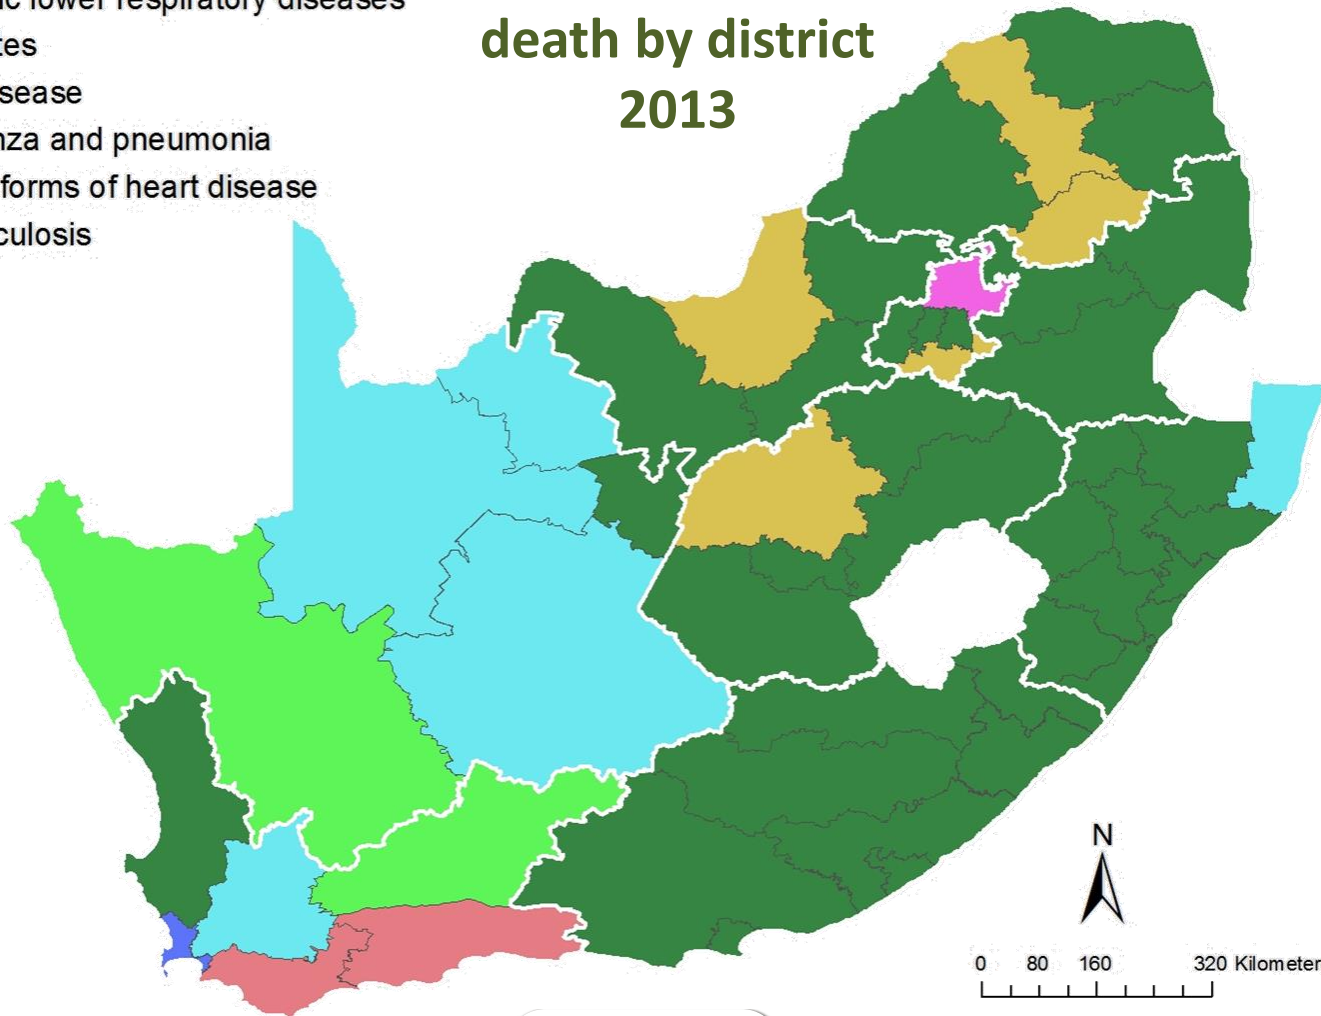 ic lower respiratory diseases
tes
sease
nza and pneumonia
forms of heart disease
culosis
death by district
2013
N
0 80 160 320 Kilometer